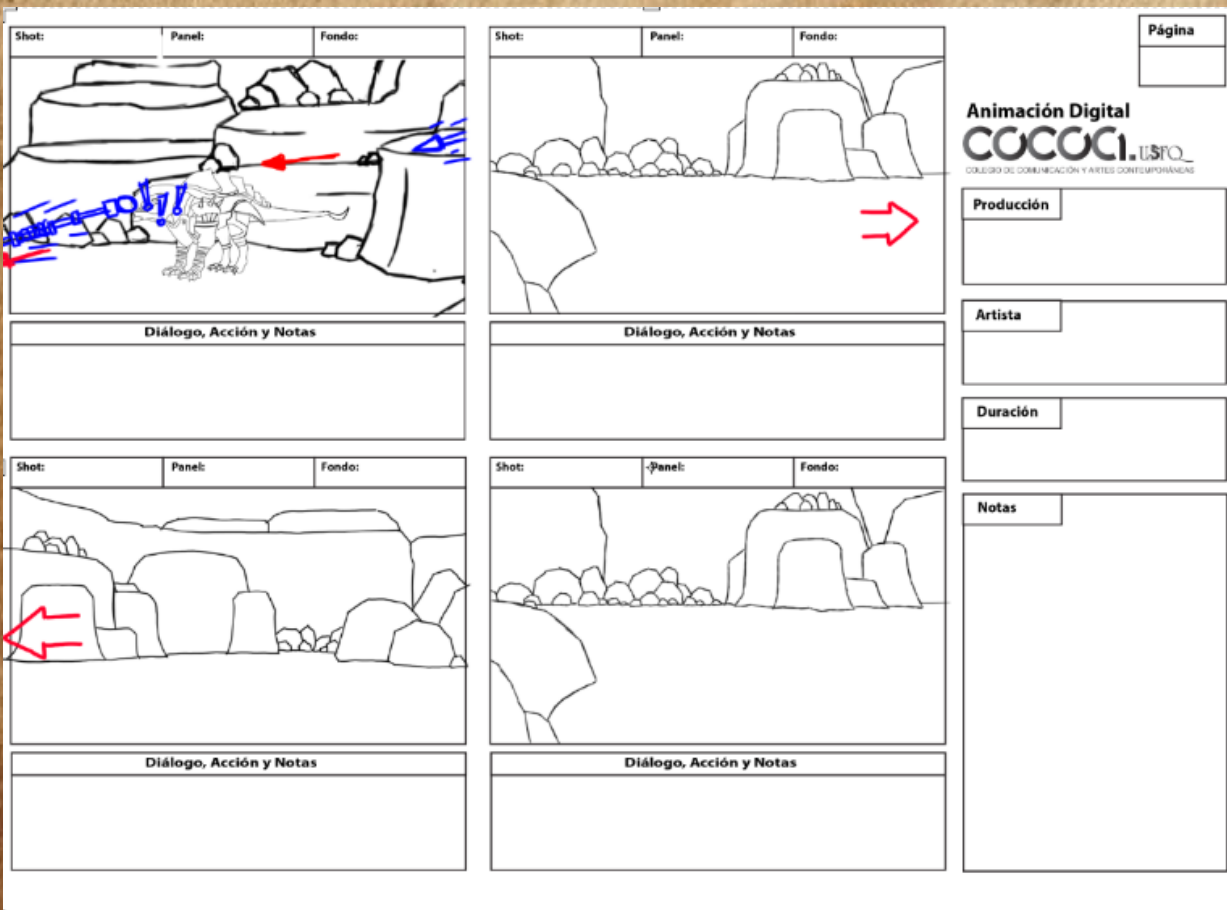 Shot: Panel: Fondo:
Shot: Panel: Fondo:
!!!
Diálogo, Acción y Notas
Diálogo, Acción y Notas
Shot: Panel: Fondo:
Shot: Panel: Fondo:
Diálogo, Acción y Notas
Diálogo, Acción y Notas
Página
Animación Digital
COCOCI. USFQ_
COLEGIO DE COMUNICACIÓN Y ARTES CONTEMPORÁNEAS
Producción
Artista
Duración
Notas